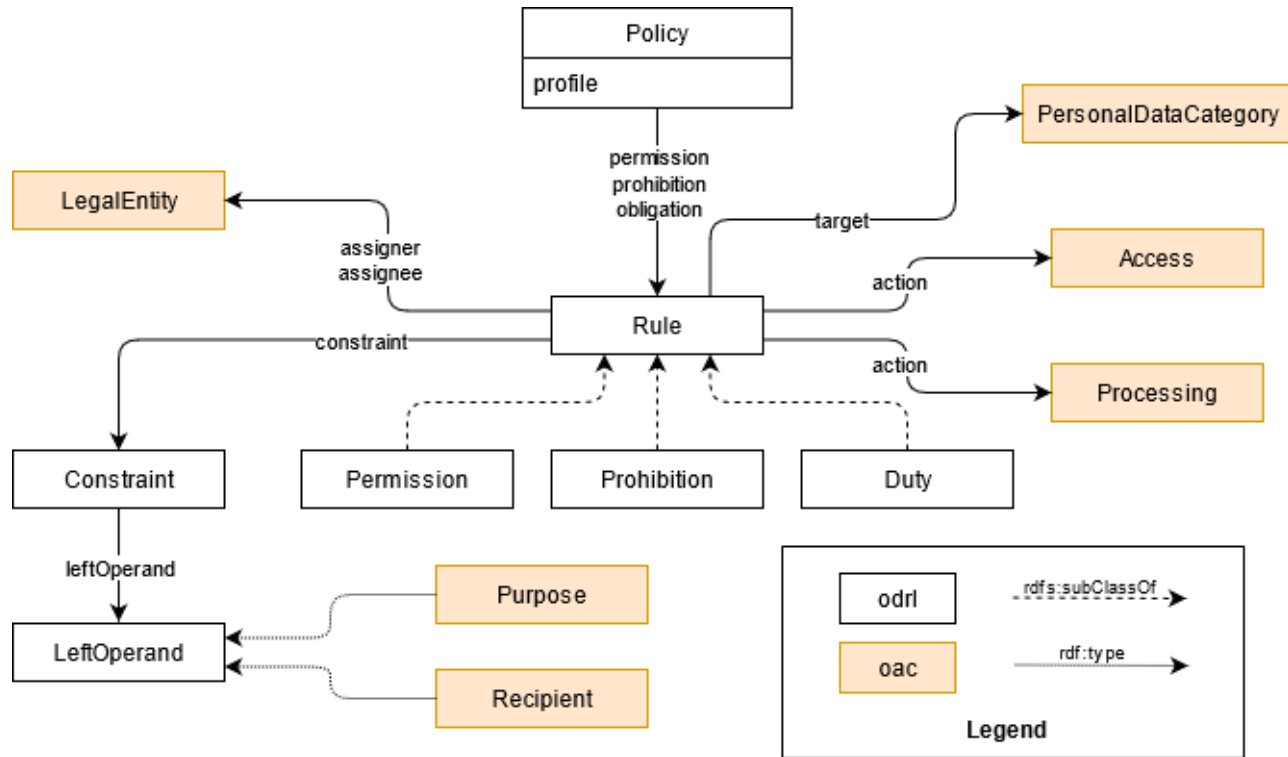 Policy
profile
PersonalDataCategory
permission
prohibition
obligation
LegalEntity
target
assigner
assignee
Access
action
Rule
constraint
action
Processing
Constraint
Permission
Prohibition
Duty
leftOperand
Purpose
LeftOperand
Recipient
odrl
rdfs:subClassOf
oac
rdf:type
Legend